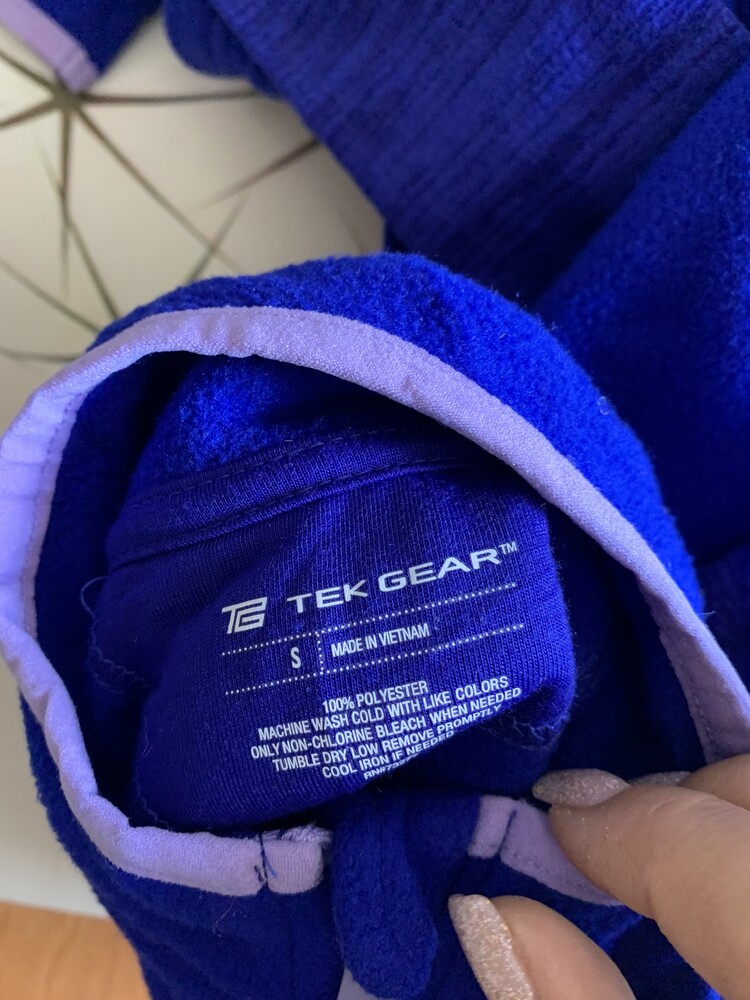 TG TEK GEAR™
S MADE IN VIETNAM
100% POLYESTER
MACHINE WASH COLD WITH LIKE COLORS
ONLY NON-CHLORINE BLEACH WHEN NEEDED
TUMBLE DRY LOW REMOVE PROMPTLY
COOL IRON IF NEEDED